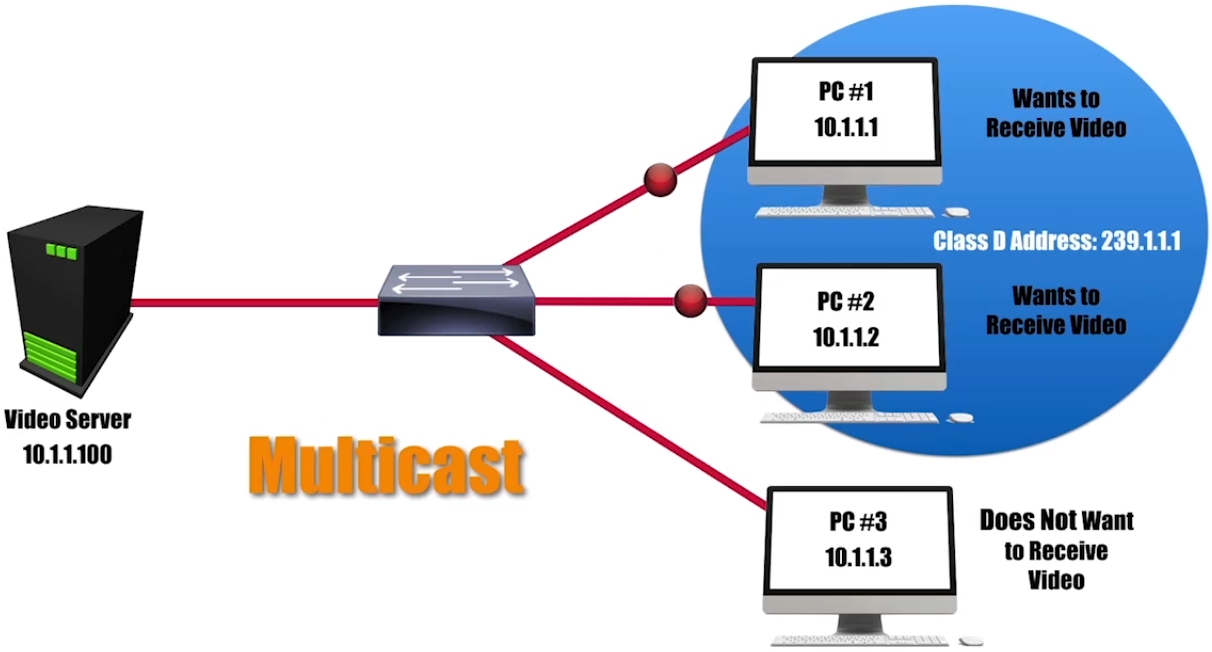 PC #1
10.1.1.1
Wants to
Receive Video
Class D Address: 239.1.1.1
PC #2
10.1.1.2
Wants to
Receive Video
Video Server
10.1.1.100
Multicast
PC #3
10.1.1.3
Does Not Want
to Receive
Video